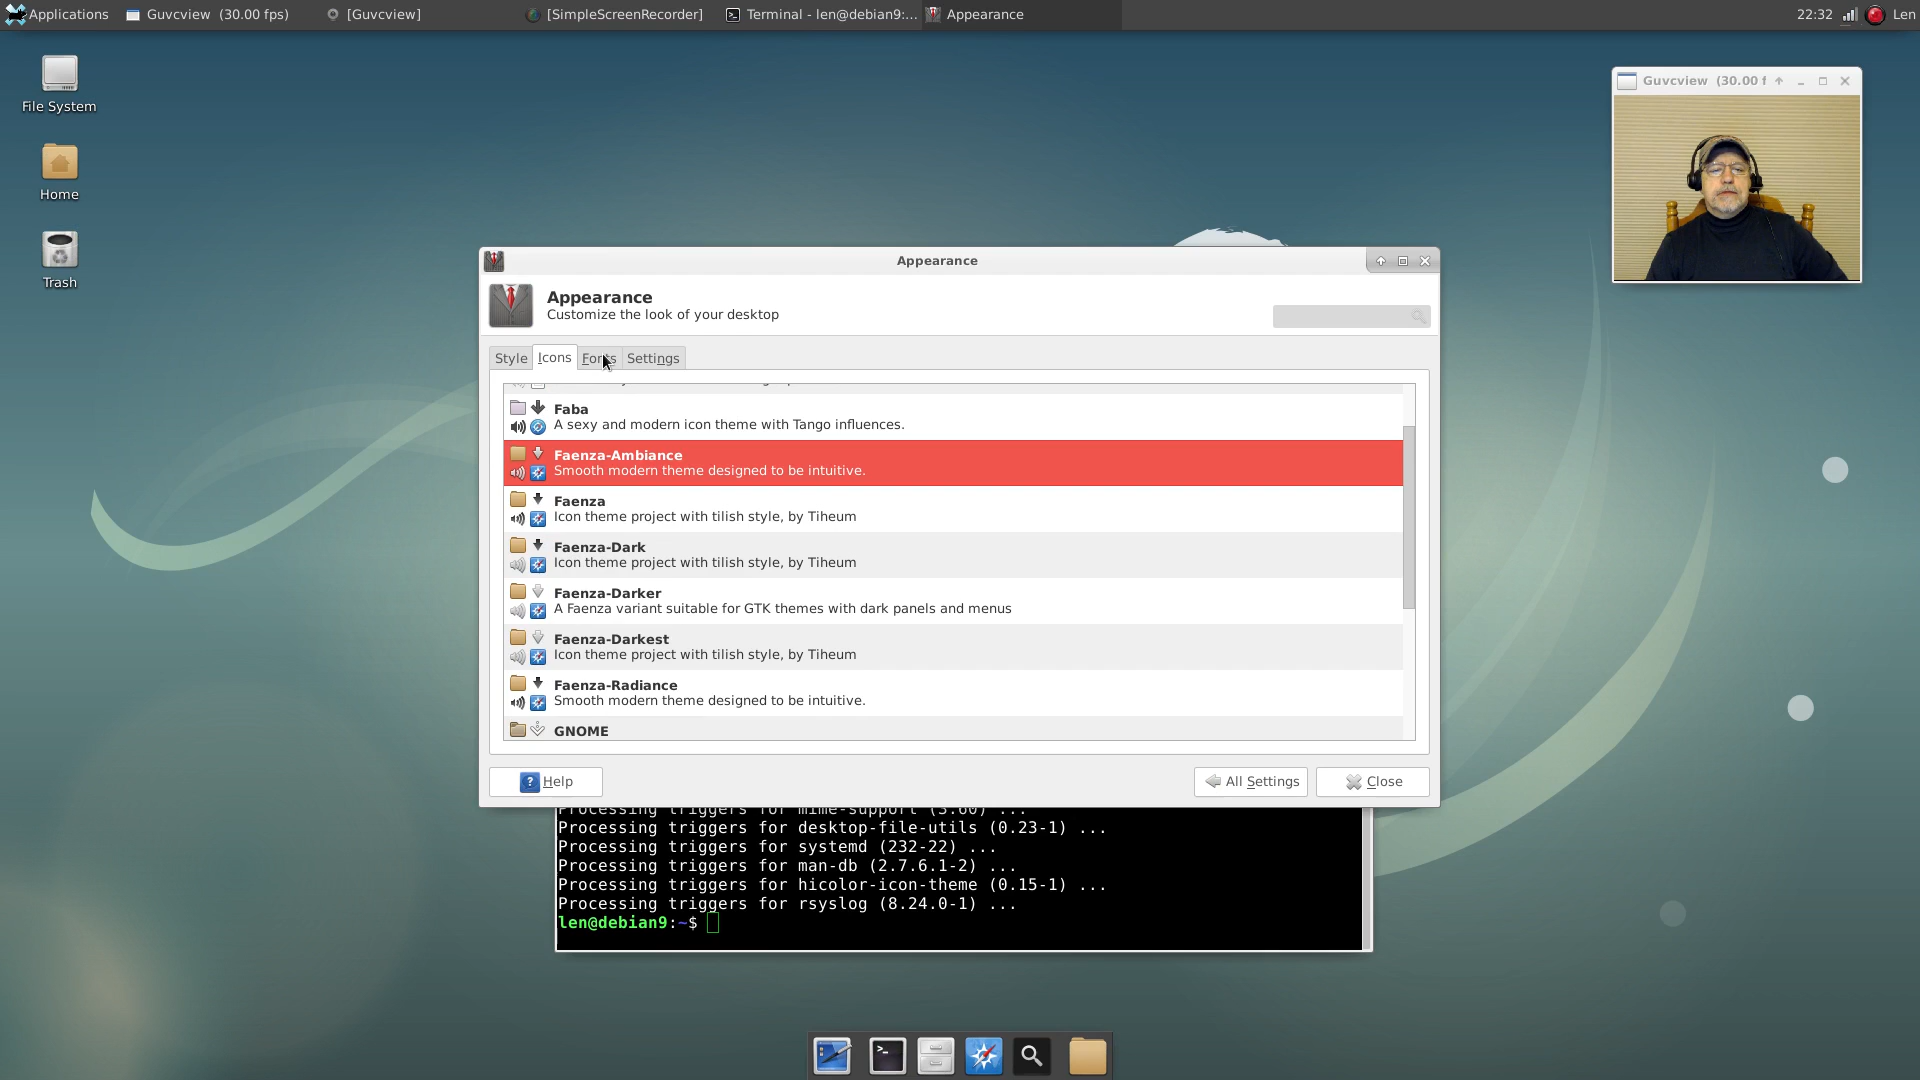 Applications
Guvcview (30.00 fps)
[Guvcview]
[SimpleScreenRecorder]
Terminal - len@debian9:...
Appearance
22:32
Len
File System
Home
Trash
Guvcview (30.00 f
Appearance
Appearance
Customize the look of your desktop
Style
Icons
Fonts
Settings
Faba
A sexy and modern icon theme with Tango influences.
Faenza-Ambiance
Smooth modern theme designed to be intuitive.
Faenza
Icon theme project with tilish style, by Tiheum
Faenza-Dark
Icon theme project with tilish style, by Tiheum
Faenza-Darker
A Faenza variant suitable for GTK themes with dark panels and menus
Faenza-Darkest
Icon theme project with tilish style, by Tiheum
Faenza-Radiance
Smooth modern theme designed to be intuitive.
GNOME
Help
All Settings
Close
Processing triggers for mime-support (3.60) ...
Processing triggers for desktop-file-utils (0.23-1) ...
Processing triggers for systemd (232-22) ...
Processing triggers for man-db (2.7.6.1-2) ...
Processing triggers for hicolor-icon-theme (0.15-1) ...
Processing triggers for rsyslog (8.24.0-1) ...
len@debian9:~$